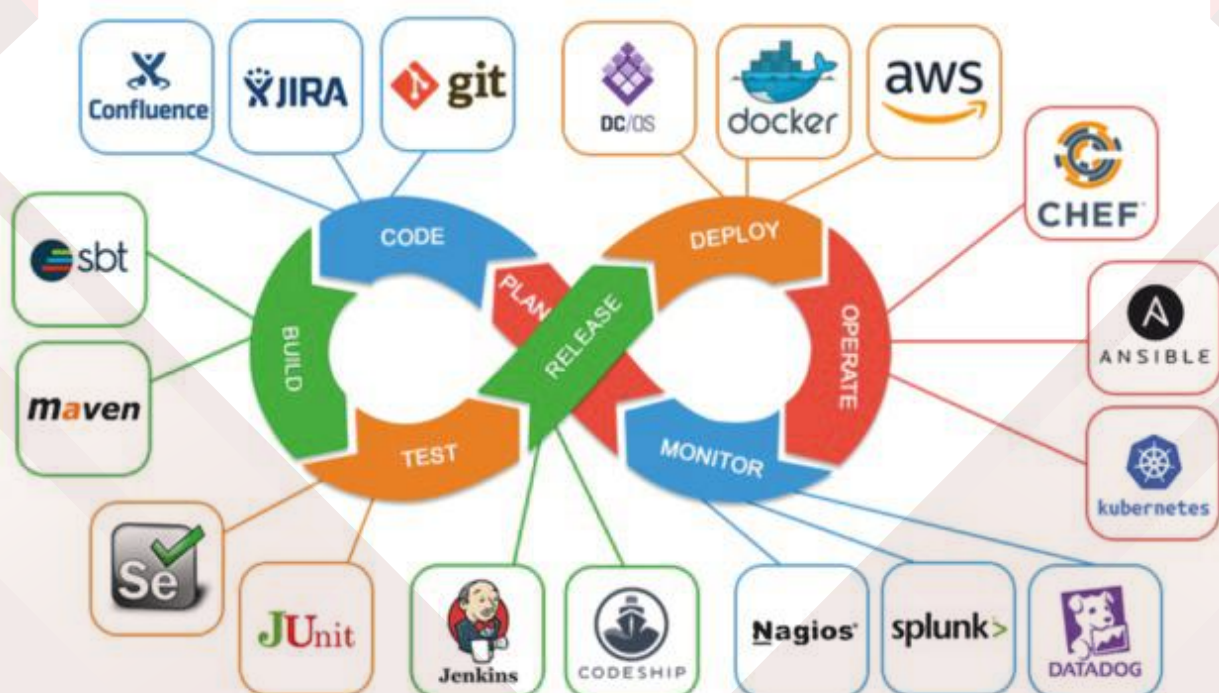 Confluence
JIRA
git
DC/OS
docker
aws
CHEF
sbt
CODE
DEPLOY
PLAN
RELEASE
BUILD
OPERATE
ANSIBLE
maven
TEST
MONITOR
kubernetes
Se
JUnit
Jenkins
CODESHIP
Nagios®
splunk>
DATADOG